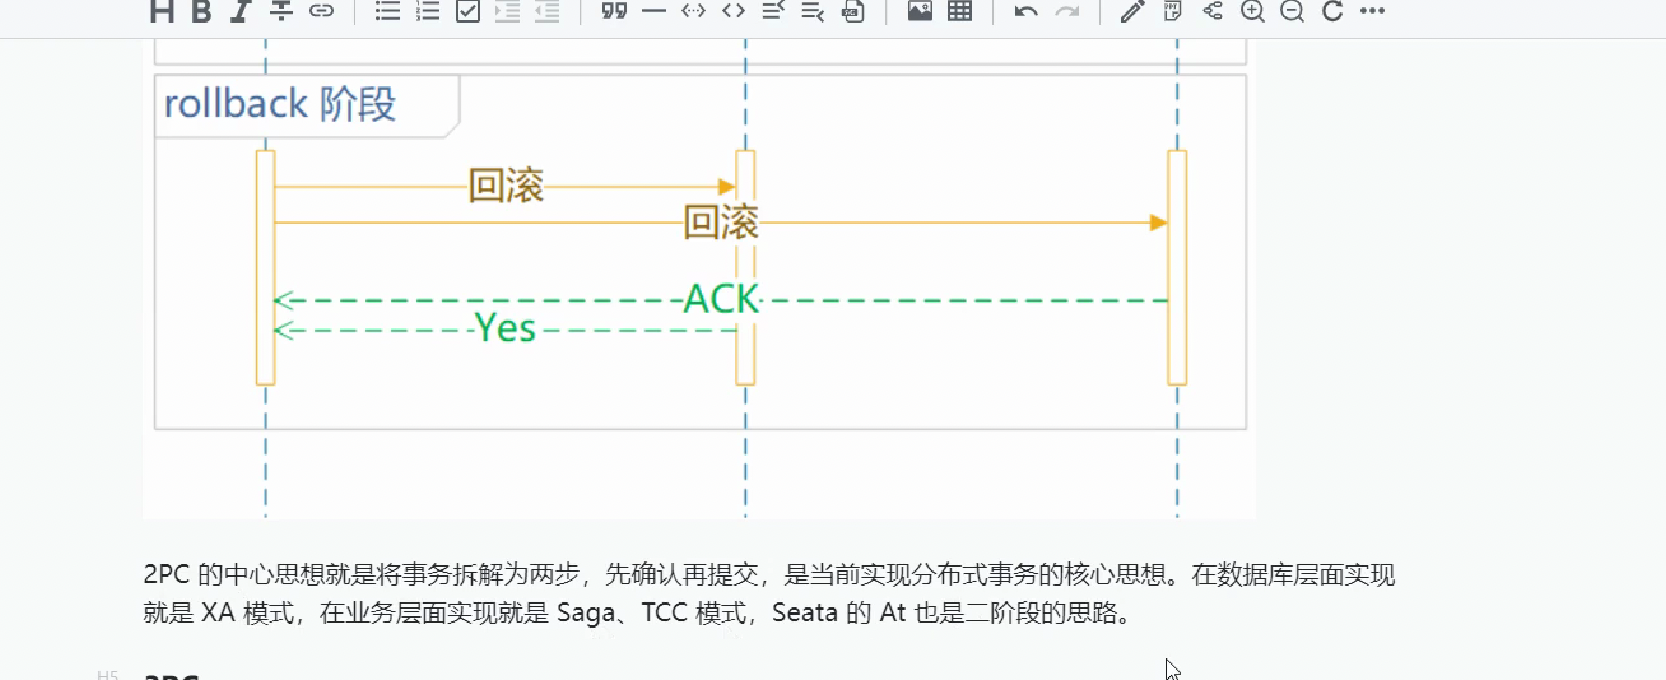 rollback 阶段
回滚
回滚
ACK
Yes
2PC 的中心思想就是将事务拆解为两步，先确认再提交，是当前实现分布式事务的核心思想。在数据库层面实现
就是 XA 模式，在业务层面实现就是 Saga、TCC 模式，Seata 的 At 也是二阶段的思路。
H5